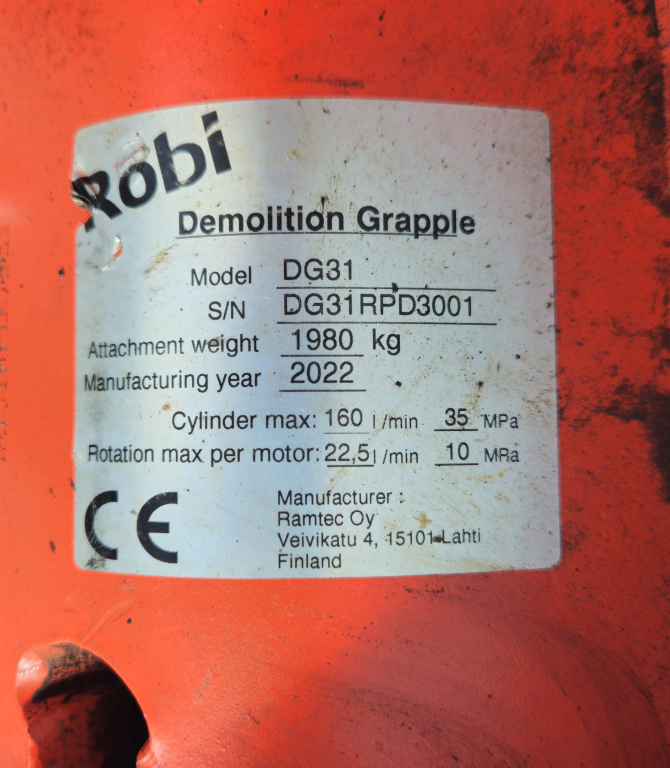 Robi
Demolition Grapple
Model DG31
S/N DG31RPD3001
Attachment weight 1980 kg
Manufacturing year 2022
Cylinder max: 160 l/min 35 MPa
Rotation max per motor: 22,5 l/min 10 MPa
CE
Manufacturer :
Ramtec Oy
Veivikatu 4, 15101 Lahti
Finland